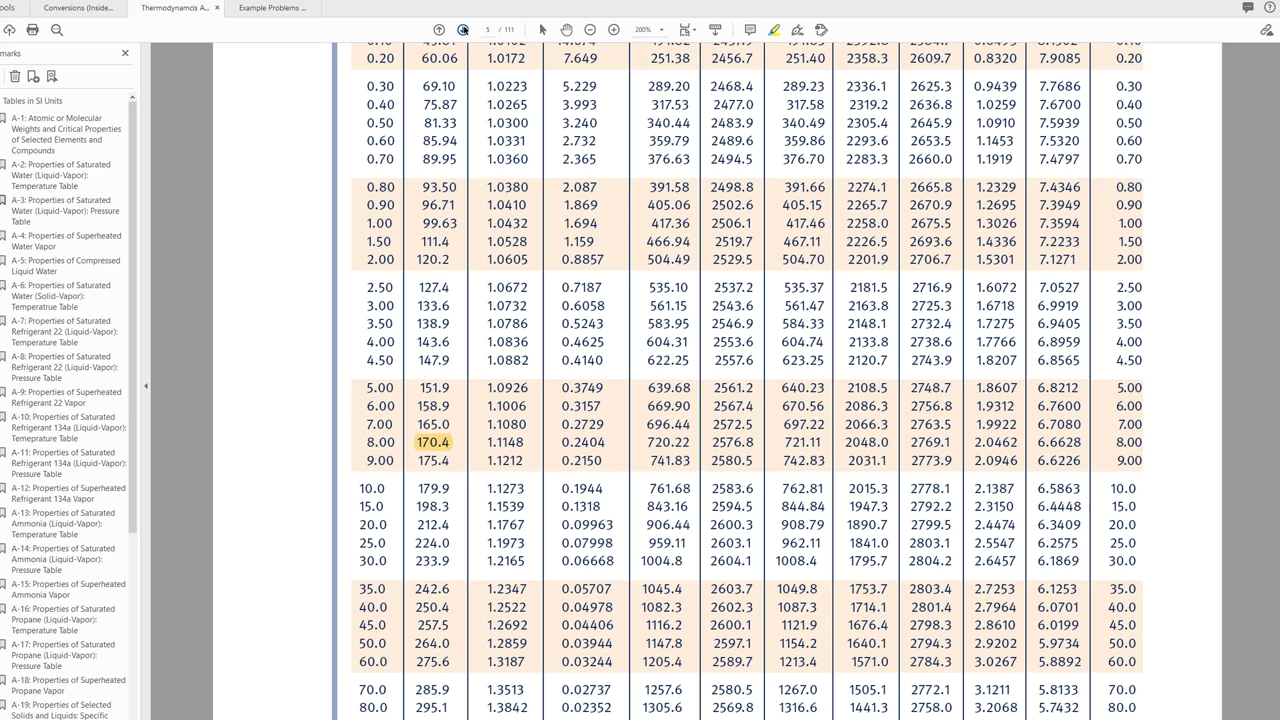 ools
Conversions (Inside...
Thermodynamcis A... ×
Example Problems ...
5 / 111
200%
marks
Tables in SI Units
A-1: Atomic or Molecular
Weights and Critical Properties
of Selected Elements and
Compounds
A-2: Properties of Saturated
Water (Liquid-Vapor):
Temperature Table
A-3: Properties of Saturated
Water (Liquid-Vapor): Pressure
Table
A-4: Properties of Superheated
Water Vapor
A-5: Properties of Compressed
Liquid Water
A-6: Properties of Saturated
Water (Solid-Vapor):
Temperatrue Table
A-7: Properties of Saturated
Refrigerant 22 (Liquid-Vapor):
Temperature Table
A-8: Properties of Saturated
Refrigerant 22 (Liquid-Vapor):
Pressure Table
A-9: Properties of Superheated
Refrigerant 22 Vapor
A-10: Properties of Saturated
Refrigerant 134a (Liquid-Vapor):
Temeprature Table
A-11: Properties of Saturated
Refrigerant 134a (Liquid-Vapor):
Pressure Table
A-12: Properties of Superheated
Refrigerant 134a Vapor
A-13: Properties of Saturated
Ammonia (Liquid-Vapor):
Temperature Table
A-14: Properties of Saturated
Ammonia (Liquid-Vapor):
Pressure Table
A-15: Properties of Superheated
Ammonia Vapor
A-16: Properties of Saturated
Propane (Liquid-Vapor):
Temperature Table
A-17: Properties of Saturated
Propane (Liquid-Vapor):
Pressure Table
A-18: Properties of Superheated
Propane Vapor
A-19: Properties of Selected
Solids and Liquids: Specific
0.20 60.06 1.0172 7.649 251.38 2456.7 251.40 2358.3 2609.7 0.8320 7.9085 0.20
0.30 69.10 1.0223 5.229 289.20 2468.4 289.23 2336.1 2625.3 0.9439 7.7686 0.30
0.40 75.87 1.0265 3.993 317.53 2477.0 317.58 2319.2 2636.8 1.0259 7.6700 0.40
0.50 81.33 1.0300 3.240 340.44 2483.9 340.49 2305.4 2645.9 1.0910 7.5939 0.50
0.60 85.94 1.0331 2.732 359.79 2489.6 359.86 2293.6 2653.5 1.1453 7.5320 0.60
0.70 89.95 1.0360 2.365 376.63 2494.5 376.70 2283.3 2660.0 1.1919 7.4797 0.70
0.80 93.50 1.0380 2.087 391.58 2498.8 391.66 2274.1 2665.8 1.2329 7.4346 0.80
0.90 96.71 1.0410 1.869 405.06 2502.6 405.15 2265.7 2670.9 1.2695 7.3949 0.90
1.00 99.63 1.0432 1.694 417.36 2506.1 417.46 2258.0 2675.5 1.3026 7.3594 1.00
1.50 111.4 1.0528 1.159 466.94 2519.7 467.11 2226.5 2693.6 1.4336 7.2233 1.50
2.00 120.2 1.0605 0.8857 504.49 2529.5 504.70 2201.9 2706.7 1.5301 7.1271 2.00
2.50 127.4 1.0672 0.7187 535.10 2537.2 535.37 2181.5 2716.9 1.6072 7.0527 2.50
3.00 133.6 1.0732 0.6058 561.15 2543.6 561.47 2163.8 2725.3 1.6718 6.9919 3.00
3.50 138.9 1.0786 0.5243 583.95 2546.9 584.33 2148.1 2732.4 1.7275 6.9405 3.50
4.00 143.6 1.0836 0.4625 604.31 2553.6 604.74 2133.8 2738.6 1.7766 6.8959 4.00
4.50 147.9 1.0882 0.4140 622.25 2557.6 623.25 2120.7 2743.9 1.8207 6.8565 4.50
5.00 151.9 1.0926 0.3749 639.68 2561.2 640.23 2108.5 2748.7 1.8607 6.8212 5.00
6.00 158.9 1.1006 0.3157 669.90 2567.4 670.56 2086.3 2756.8 1.9312 6.7600 6.00
7.00 165.0 1.1080 0.2729 696.44 2572.5 697.22 2066.3 2763.5 1.9922 6.7080 7.00
8.00 170.4 1.1148 0.2404 720.22 2576.8 721.11 2048.0 2769.1 2.0462 6.6628 8.00
9.00 175.4 1.1212 0.2150 741.83 2580.5 742.83 2031.1 2773.9 2.0946 6.6226 9.00
10.0 179.9 1.1273 0.1944 761.68 2583.6 762.81 2015.3 2778.1 2.1387 6.5863 10.0
15.0 198.3 1.1539 0.1318 843.16 2594.5 844.84 1947.3 2792.2 2.3150 6.4448 15.0
20.0 212.4 1.1767 0.09963 906.44 2600.3 908.79 1890.7 2799.5 2.4474 6.3409 20.0
25.0 224.0 1.1973 0.07998 959.11 2603.1 962.11 1841.0 2803.1 2.5547 6.2575 25.0
30.0 233.9 1.2165 0.06668 1004.8 2604.1 1008.4 1795.7 2804.2 2.6457 6.1869 30.0
35.0 242.6 1.2347 0.05707 1045.4 2603.7 1049.8 1753.7 2803.4 2.7253 6.1253 35.0
40.0 250.4 1.2522 0.04978 1082.3 2602.3 1087.3 1714.1 2801.4 2.7964 6.0701 40.0
45.0 257.5 1.2692 0.04406 1116.2 2600.1 1121.9 1676.4 2798.3 2.8610 6.0199 45.0
50.0 264.0 1.2859 0.03944 1147.8 2597.1 1154.2 1640.1 2794.3 2.9202 5.9734 50.0
60.0 275.6 1.3187 0.03244 1205.4 2589.7 1213.4 1571.0 2784.3 3.0267 5.8892 60.0
70.0 285.9 1.3513 0.02737 1257.6 2580.5 1267.0 1505.1 2772.1 3.1211 5.8133 70.0
80.0 295.1 1.3842 0.02352 1305.6 2569.8 1316.6 1441.3 2758.0 3.2068 5.7432 80.0